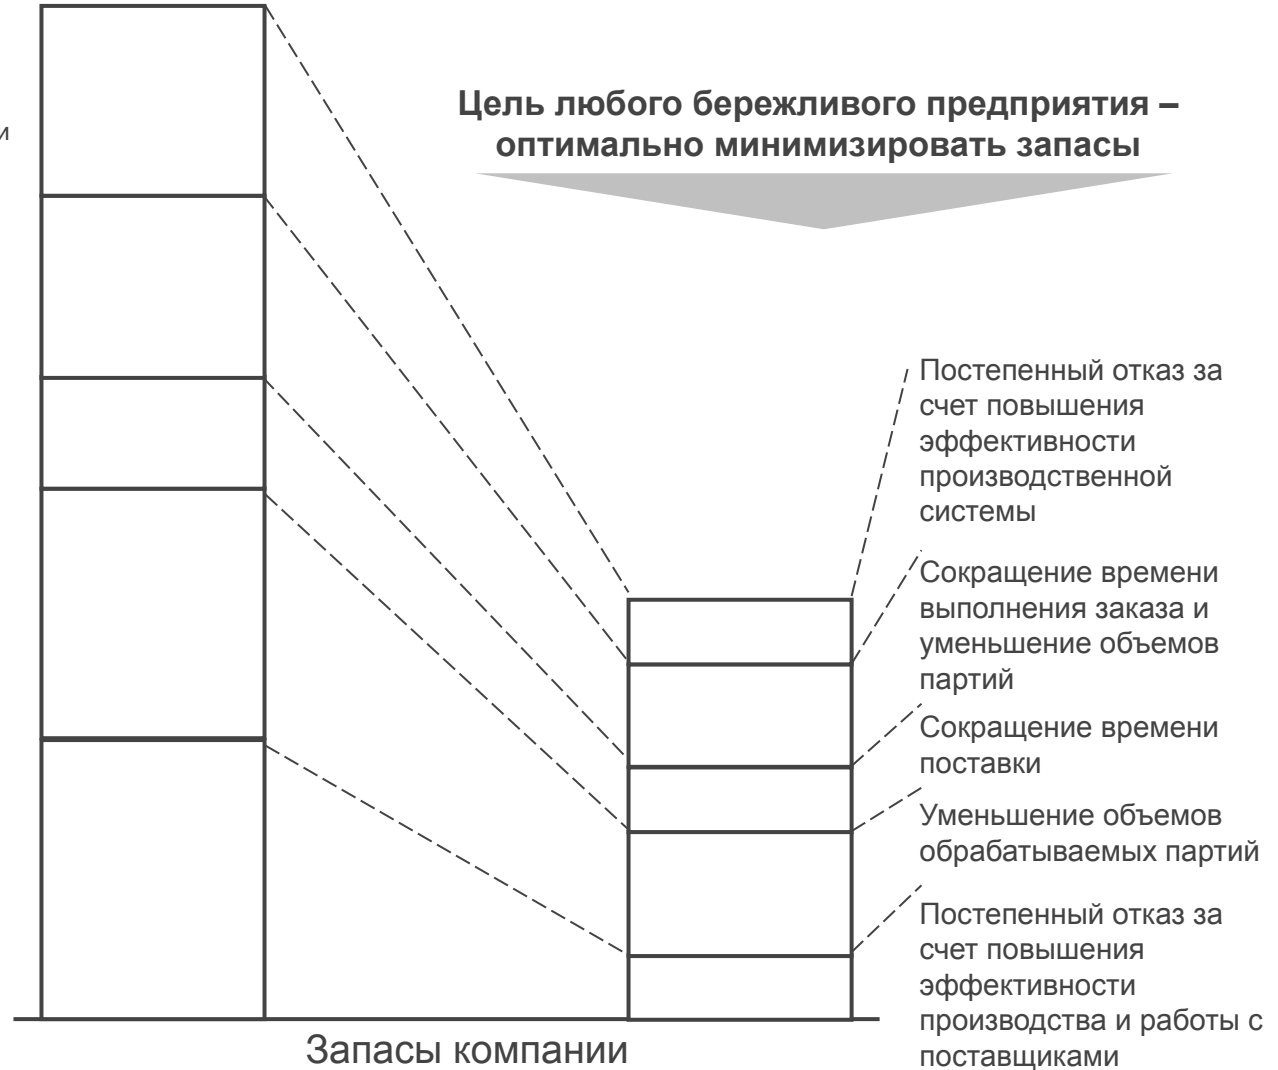 Цель любого бережливого предприятия –
оптимально минимизировать запасы
и
Постепенный отказ за
счет повышения
эффективности
производственной
системы
Сокращение времени
выполнения заказа и
уменьшение объемов
партий
Сокращение времени
поставки
Уменьшение объемов
обрабатываемых партий
Постепенный отказ за
счет повышения
эффективности
производства и работы с
поставщиками
Запасы компании